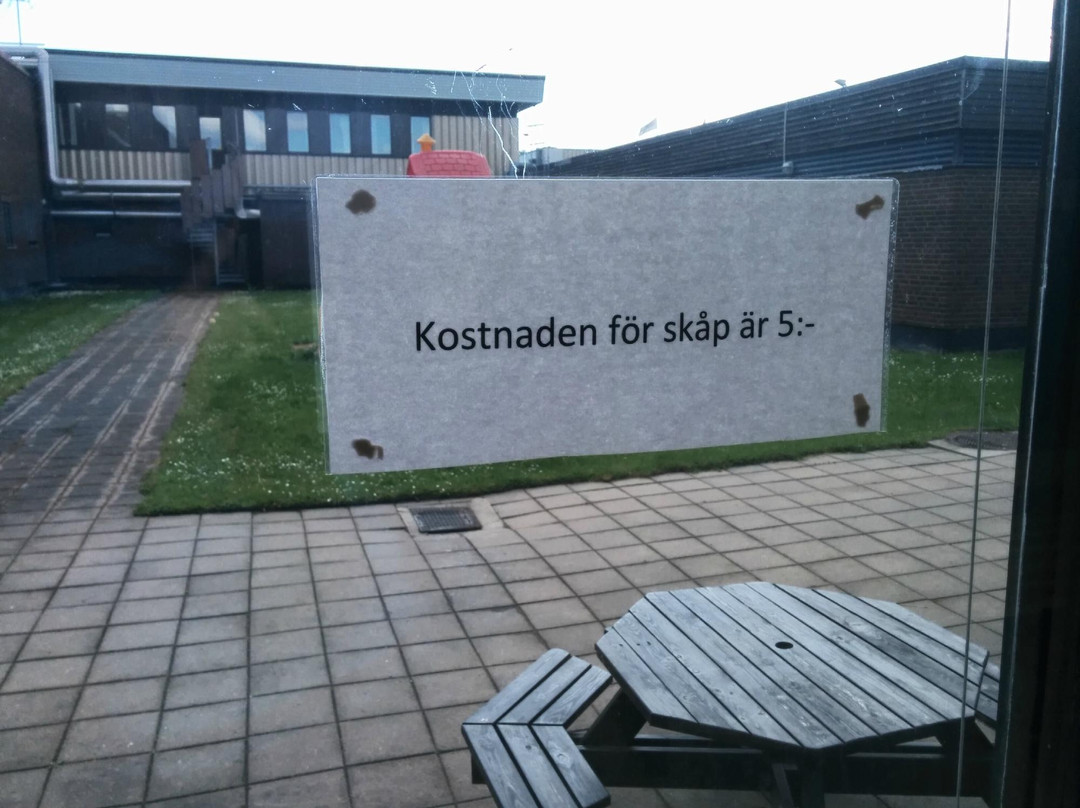 Kostnaden för skåp är 5:-